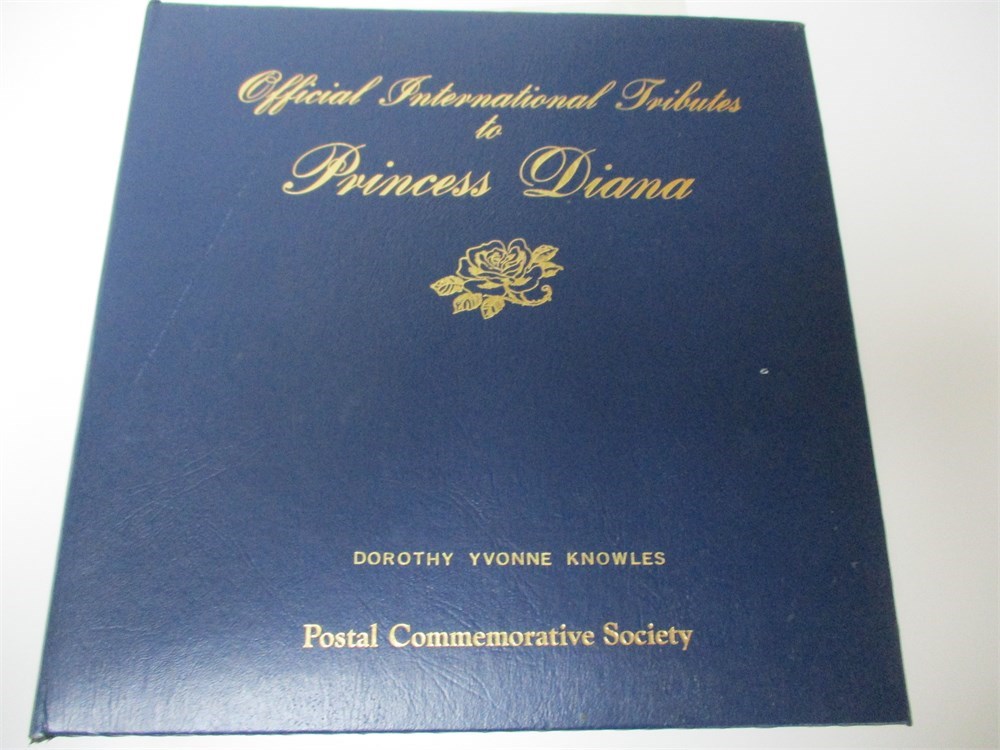 Official International Tributes
to
Princess Diana
DOROTHY YVONNE KNOWLES
Postal Commemorative Society